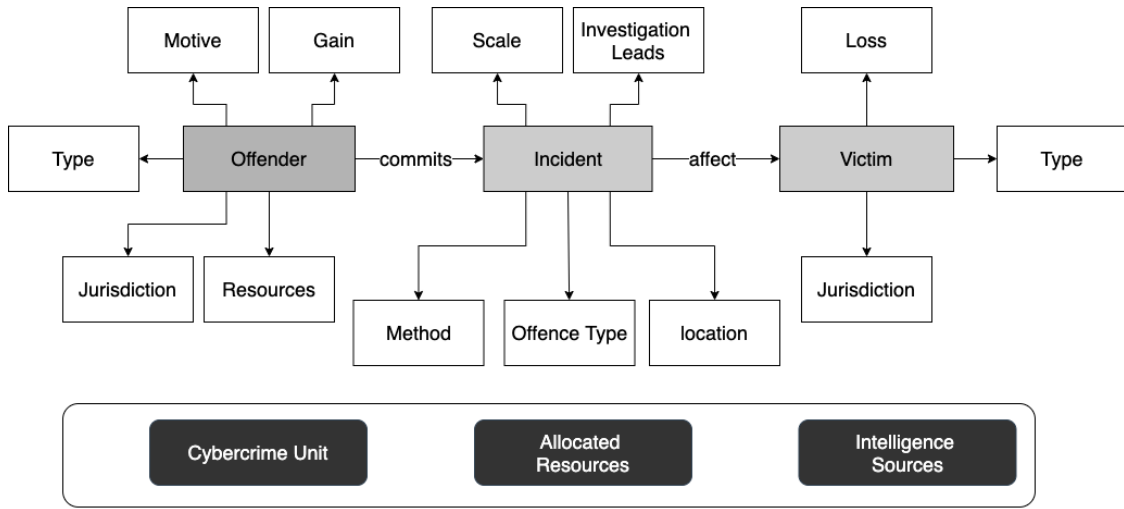 Motive
Gain
Scale
Investigation
Leads
Loss
Type
Offender
commits
Incident
affect
Victim
Type
Jurisdiction
Resources
Jurisdiction
Method
Offence Type
location
Cybercrime Unit
Allocated
Resources
Intelligence
Sources